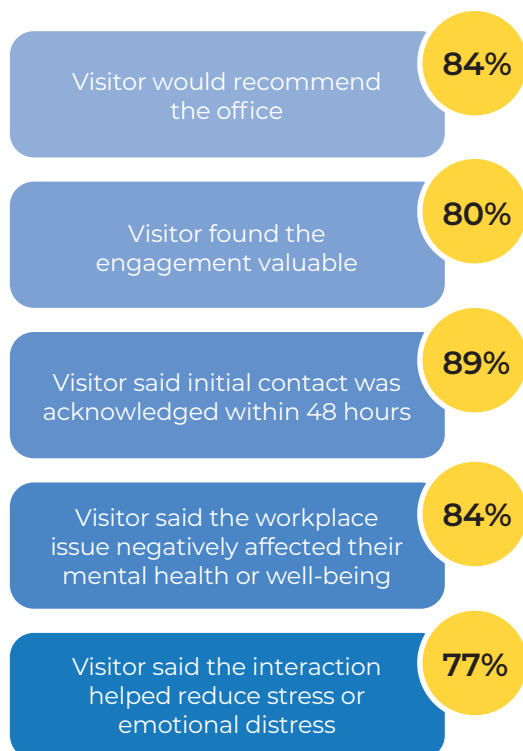 84%
Visitor would recommend
the office
80%
Visitor found the
engagement valuable
89%
Visitor said initial contact was
acknowledged within 48 hours
84%
Visitor said the workplace
issue negatively affected their
mental health or well-being
77%
Visitor said the interaction
helped reduce stress or
emotional distress